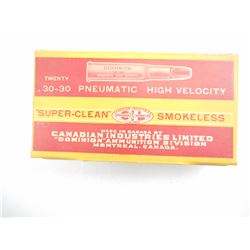 DOMINION
TWENTY
.30-30 PNEUMATIC HIGH VELOCITY
"SUPER-CLEAN" SMOKELESS
MADE IN CANADA BY
CANADIAN INDUSTRIES LIMITED
"DOMINION" AMMUNITION DIVISION
MONTREAL, CANADA.